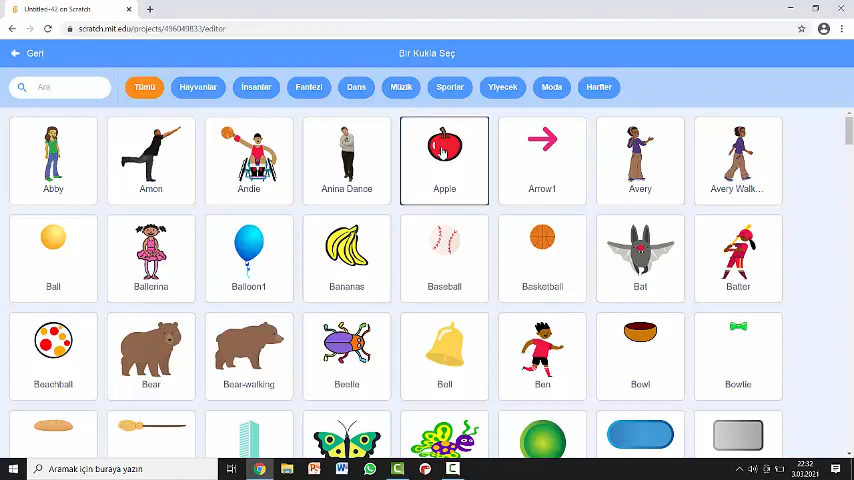 Untitled-42 on Scratch
scratch.mit.edu/projects/496049833/editor
Geri
Bir Kukla Seç
Ara
Tümü
Hayvanlar
İnsanlar
Fantezi
Dans
Müzik
Sporlar
Yiyecek
Moda
Harfler
Abby
Amon
Andie
Anina Dance
Apple
Arrow1
Avery
Avery Walk...
Ball
Ballerina
Balloon1
Bananas
Baseball
Basketball
Bat
Batter
Beachball
Bear
Bear-walking
Beetle
Bell
Ben
Bowl
Bowtie
Aramak için buraya yazın
22:32
3.03.2021